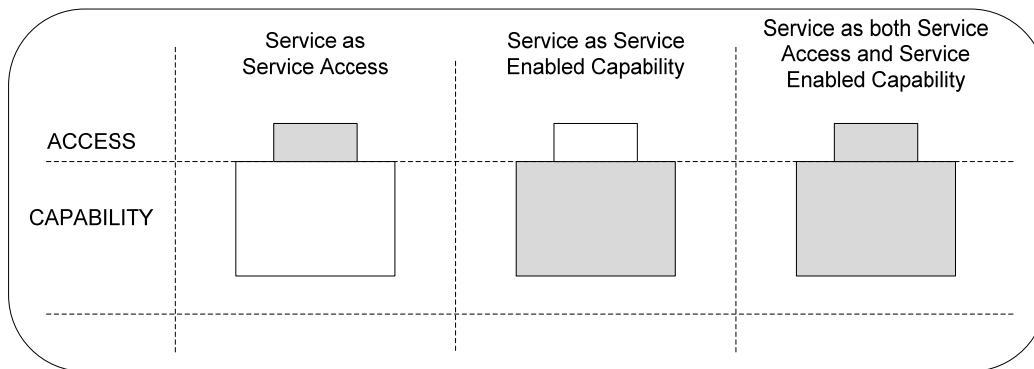 Service as
Service Access
Service as Service
Enabled Capability
Service as both Service
Access and Service
Enabled Capability
ACCESS
CAPABILITY